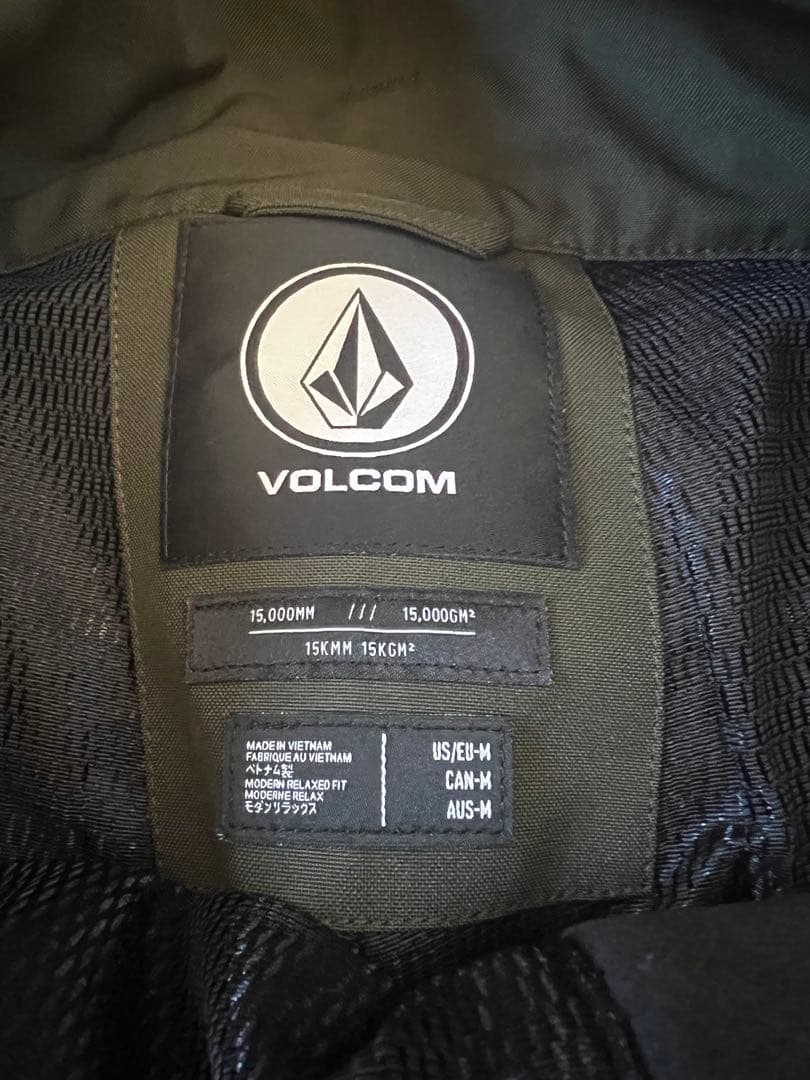 VOLCOM
15,000MM /// 15,000GM²
15KMM 15KGM²
MADE IN VIETNAM
FABRIQUE AU VIETNAM
ベトナム製
MODERN RELAXED FIT
MODERNE RELAX
モダンリラックス
US/EU-M
CAN-M
AUS-M